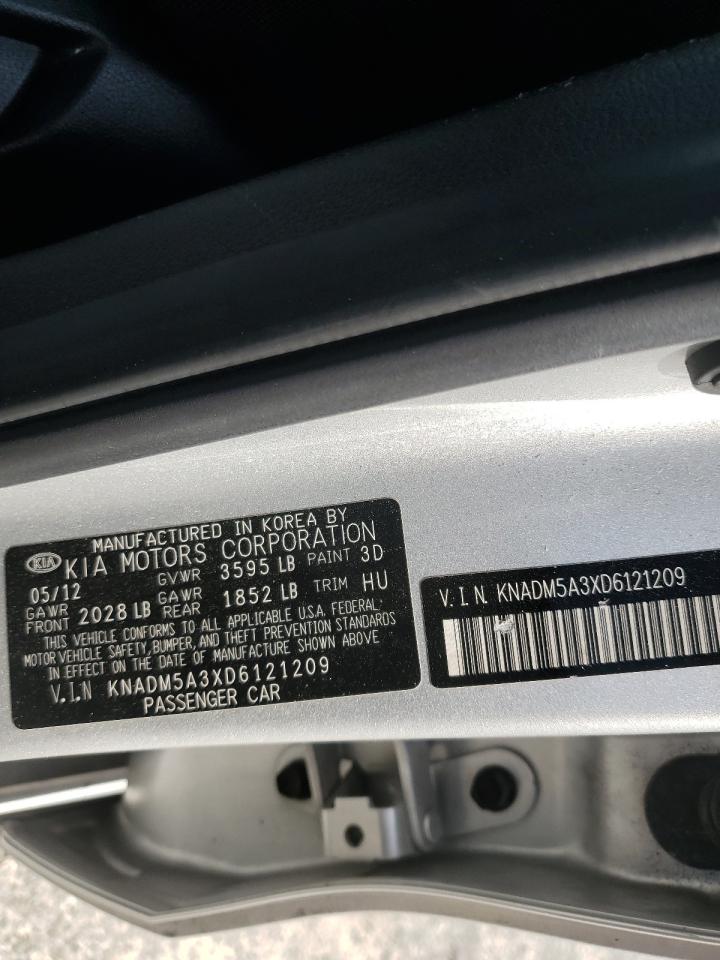 MANUFACTURED IN KOREA BY
KIA KIA MOTORS CORPORATION
05/12 GVWR 3595 LB PAINT 3D
GAWR FRONT 2028 LB GAWR REAR 1852 LB TRIM HU
THIS VEHICLE CONFORMS TO ALL APPLICABLE U.S.A. FEDERAL
MOTOR VEHICLE SAFETY, BUMPER, AND THEFT PREVENTION STANDARDS
IN EFFECT ON THE DATE OF MANUFACTURE SHOWN ABOVE
V.I.N KNADM5A3XD6121209
PASSENGER CAR
V.I.N. KNADM5A3XD6121209